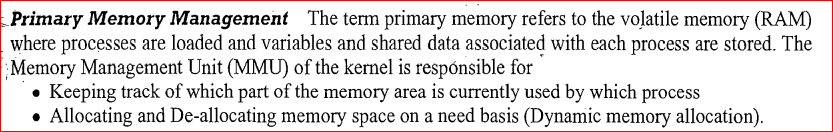 Primary Memory Management The term primary memory refers to the volatile memory (RAM)
where processes are loaded and variables and shared data associated with each process are stored. The
Memory Management Unit (MMU) of the kernel is responsible for
• Keeping track of which part of the memory area is currently used by which process
• Allocating and De-allocating memory space on a need basis (Dynamic memory allocation).